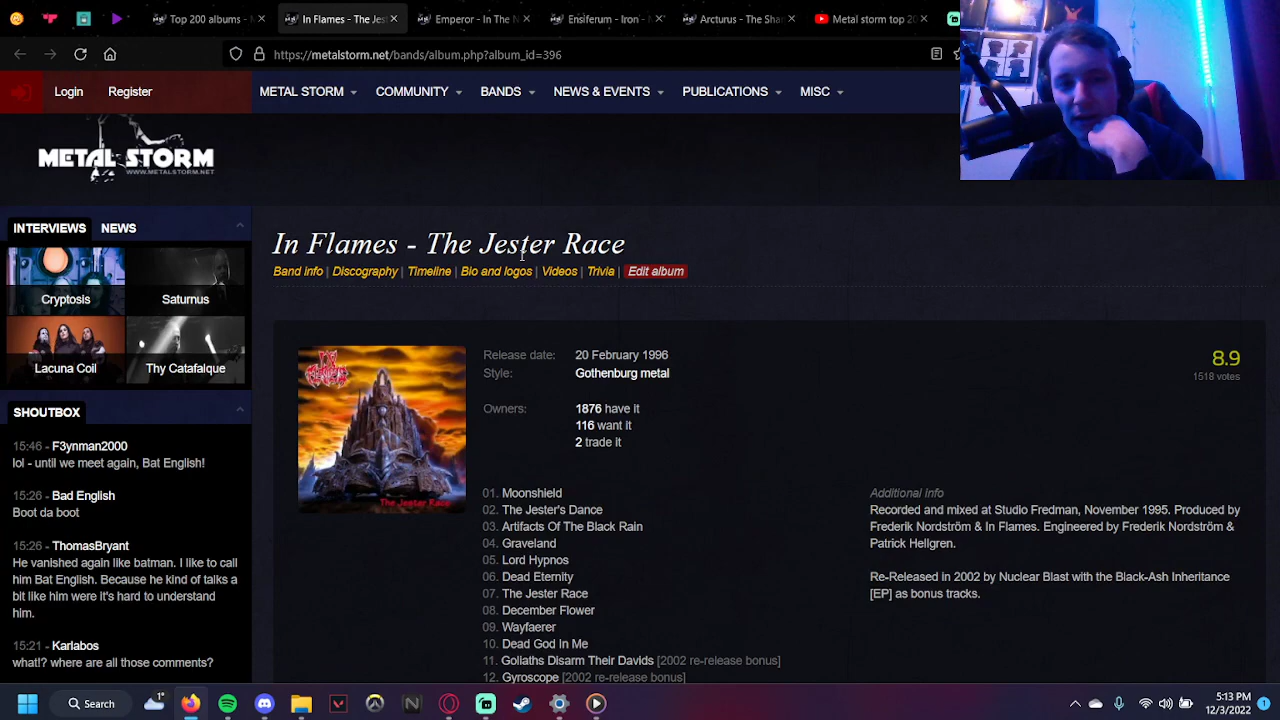 Top 200 albums -
In Flames - The Jest
Emperor - In The N
Ensiferum - Iron -
Arcturus - The Sha
Metal storm top 20
https://metalstorm.net/bands/album.php?album_id=396
Login
Register
METAL STORM
COMMUNITY
BANDS
NEWS & EVENTS
PUBLICATIONS
MISC
METAL STORM
WWW.METALSTORM.NET
INTERVIEWS
NEWS
Cryptosis
Saturnus
Lacuna Coil
Thy Catafalque
SHOUTBOX
15:46 - F3ynman2000
lol - until we meet again, Bat English!
15:26 - Bad English
Boot da boot
15:26 - ThomasBryant
He vanished again like batman. I like to call
him Bat English. Because he kind of talks a
bit like him were it's hard to understand
him.
15:21 - Karlabos
what!? where are all those comments?
In Flames - The Jester Race
Band info | Discography | Timeline | Bio and logos | Videos | Trivia | Edit album
The Jester Race
Release date: 20 February 1996
Style: Gothenburg metal
Owners: 1876 have it
116 want it
2 trade it
8.9
1518 votes
01. Moonshield
02. The Jester's Dance
03. Artifacts Of The Black Rain
04. Graveland
05. Lord Hypnos
06. Dead Eternity
07. The Jester Race
08. December Flower
09. Wayfaerer
10. Dead God In Me
11. Goliaths Disarm Their Davids [2002 re-release bonus]
12. Gyroscope [2002 re-release bonus]
Additional info
Recorded and mixed at Studio Fredman, November 1995. Produced by
Frederik Nordström & In Flames. Engineered by Frederik Nordström &
Patrick Hellgren.
Re-Released in 2002 by Nuclear Blast with the Black-Ash Inheritance
[EP] as bonus tracks.
Search
5:13 PM
12/3/2022